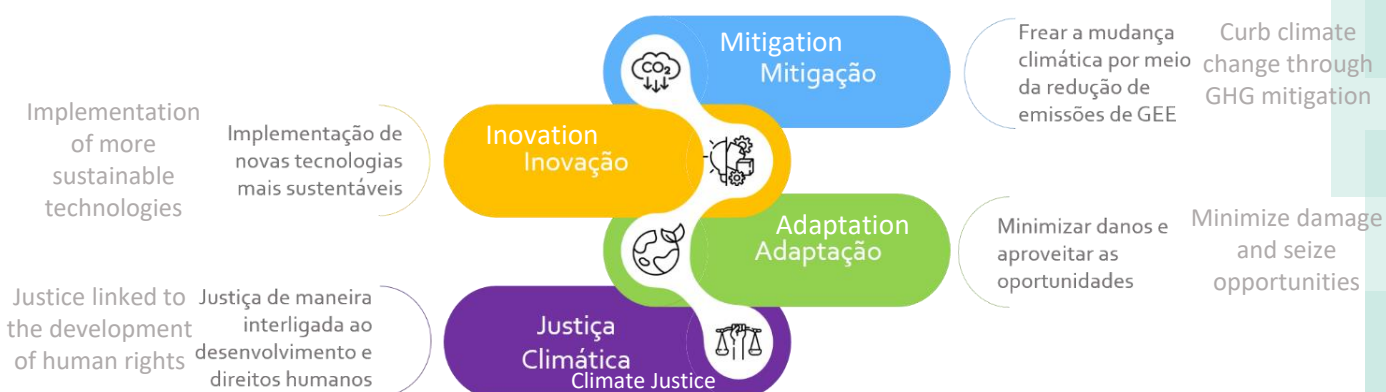 Mitigation
Mitigação
CO₂
Frear a mudança
climática por meio
da redução de
emissões de GEE
Curb climate
change through
GHG mitigation
Implementation
of more
sustainable
technologies
Implementação de
novas tecnologias
mais sustentáveis
Inovation
Inovação
Adaptation
Adaptação
Minimizar danos e
aproveitar as
oportunidades
Minimize damage
and seize
opportunities
Justice linked to
the development
of human rights
Justiça de maneira
interligada ao
desenvolvimento e
direitos humanos
Justiça
Climática
Climate Justice